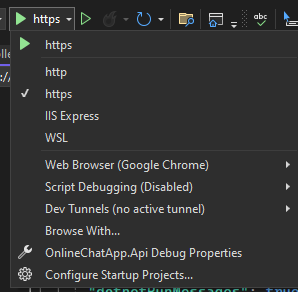 https
abc
https
http
https
IIS Express
WSL
Web Browser (Google Chrome)
Script Debugging (Disabled)
Dev Tunnels (no active tunnel)
Browse With...
OnlineChatApp.Api Debug Properties
Configure Startup Projects...
"dotnetRunMessages": true